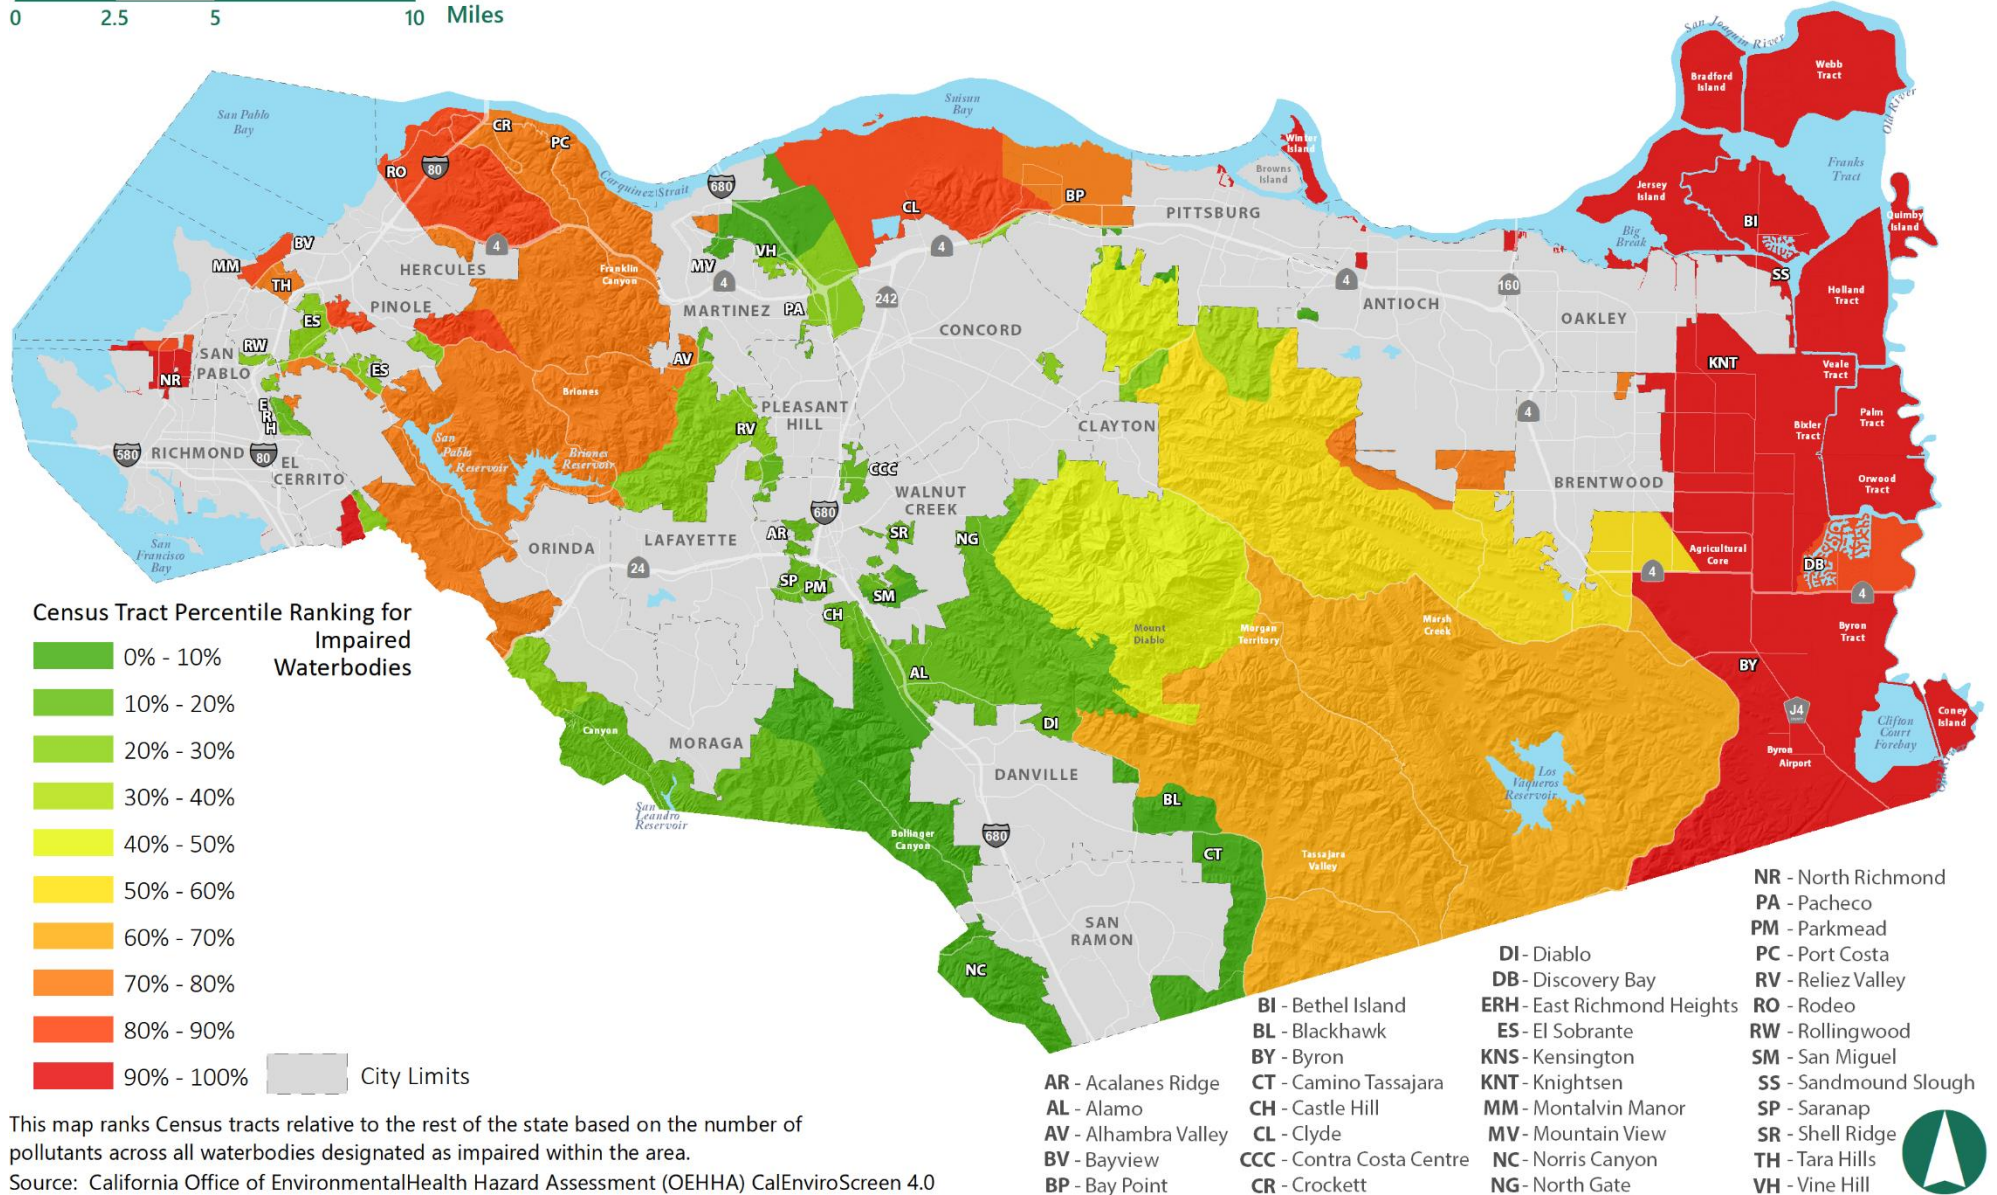 0 2.5 5 10 Miles
San Joaquin River
Webb
Tract
Bradford
Island
Old River
San Pablo
Bay
Suisun
Bay
CR
PC
RO
80
Carquinez Strait
680
Winter
Island
Browns
Island
Franks
Tract
Jersey
Island
BI
Quimby
Island
BP
CL
PITTSBURG
BV
MM
TH
4
HERCULES
Franklin
Canyon
MV
VH
4
4
Big
Break
SS
PINOLE
ES
MARTINEZ
PA
242
4
ANTIOCH
160
OAKLEY
Holland
Tract
CONCORD
RW
SAN
PABLO
NR
ES
AV
KNT
Veale
Tract
Briones
E
R
H
PLEASANT
HILL
RV
CLAYTON
4
Palm
Tract
Bixler
Tract
580
RICHMOND
80
EL
CERRITO
San
Pablo
Reservoir
Briones
Reservoir
CCC
WALNUT
CREEK
BRENTWOOD
Orwood
Tract
680
AR
SR
NG
San
Francisco
Bay
ORINDA
LAFAYETTE
24
SP
PM
SM
CH
Agricultural
Core
4
DB
4
Mount
Diablo
Morgan
Territory
Marsh
Creek
Byron
Tract
BY
AL
DI
Canyon
MORAGA
J4
Coney
Island
Clifton
Court
Forebay
Byron
Airport
Old River
DANVILLE
Los
Vaqueros
Reservoir
San
Leandro
Reservoir
BL
Bollinger
Canyon
680
CT
Tassajara
Valley
SAN
RAMON
NC
Census Tract Percentile Ranking for
Impaired
Waterbodies
0% - 10%
10% - 20%
20% - 30%
30% - 40%
40% - 50%
50% - 60%
60% - 70%
70% - 80%
80% - 90%
90% - 100%
City Limits
AR - Acalanes Ridge
AL - Alamo
AV - Alhambra Valley
BV - Bayview
BP - Bay Point
BI - Bethel Island
BL - Blackhawk
BY - Byron
CT - Camino Tassajara
CH - Castle Hill
CL - Clyde
CCC - Contra Costa Centre
CR - Crockett
DI - Diablo
DB - Discovery Bay
ERH - East Richmond Heights
ES - El Sobrante
KNS - Kensington
KNT - Knightsen
MM - Montalvin Manor
MV - Mountain View
NC - Norris Canyon
NG - North Gate
NR - North Richmond
PA - Pacheco
PM - Parkmead
PC - Port Costa
RV - Reliez Valley
RO - Rodeo
RW - Rollingwood
SM - San Miguel
SS - Sandmound Slough
SP - Saranap
SR - Shell Ridge
TH - Tara Hills
VH - Vine Hill
This map ranks Census tracts relative to the rest of the state based on the number of
pollutants across all waterbodies designated as impaired within the area.
Source: California Office of EnvironmentalHealth Hazard Assessment (OEHHA) CalEnviroScreen 4.0